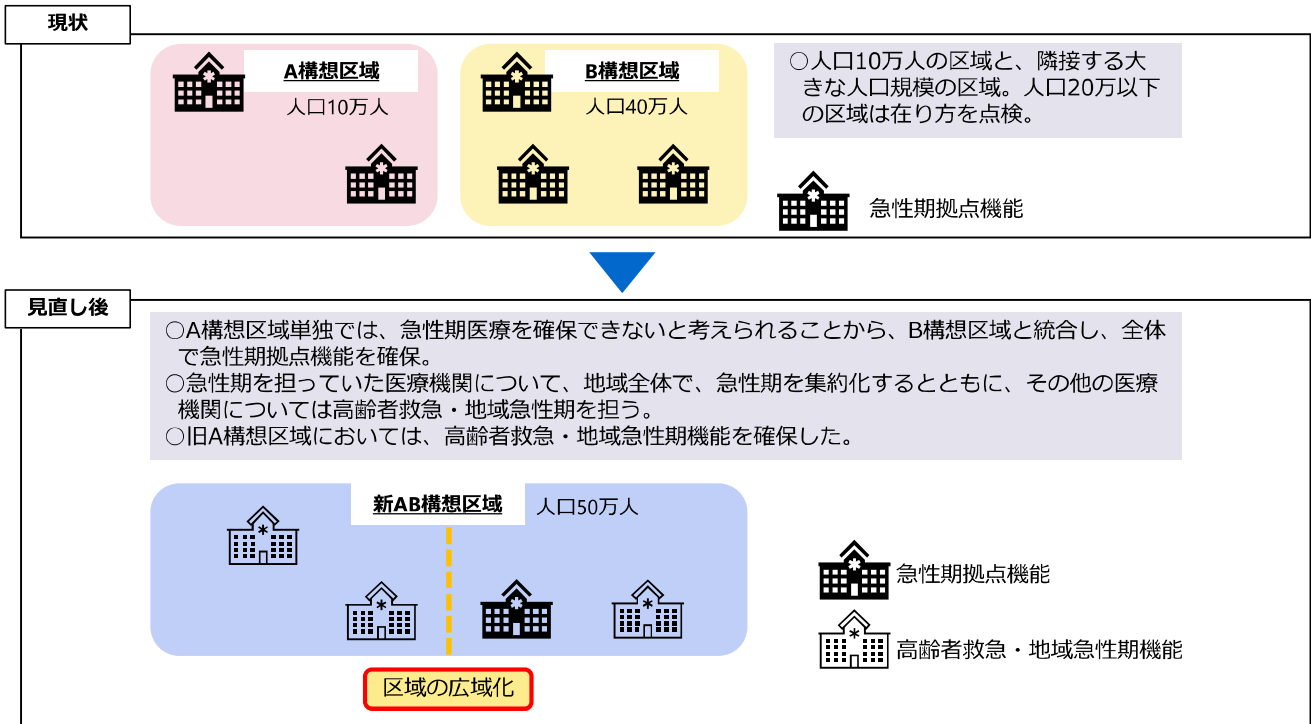 現状
A構想区域
人口10万人
B構想区域
人口40万人
○人口10万人の区域と、隣接する大
きな人口規模の区域。人口20万以下
の区域は在り方を点検。
急性期拠点機能
見直し後
○A構想区域単独では、急性期医療を確保できないと考えられることから、B構想区域と統合し、全体
で急性期拠点機能を確保。
○急性期を担っていた医療機関について、地域全体で、急性期を集約化するとともに、その他の医療
機関については高齢者救急・地域急性期を担う。
○旧A構想区域においては、高齢者救急・地域急性期機能を確保した。
新AB構想区域
人口50万人
急性期拠点機能
高齢者救急・地域急性期機能
区域の広域化